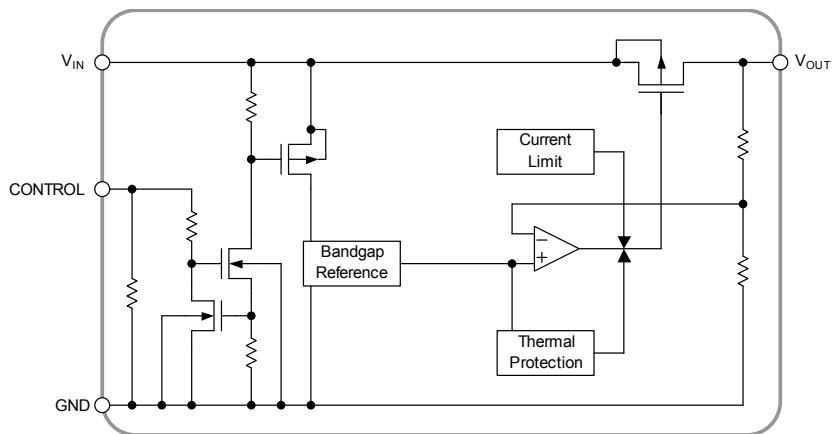 V_IN
V_OUT
Current
Limit
CONTROL
−
+
Bandgap
Reference
Thermal
Protection
GND